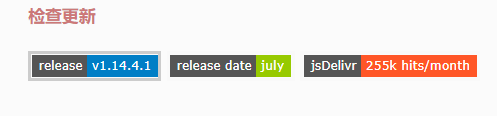 检查更新
release v1.14.4.1 release date july jsDelivr 255k hits/month